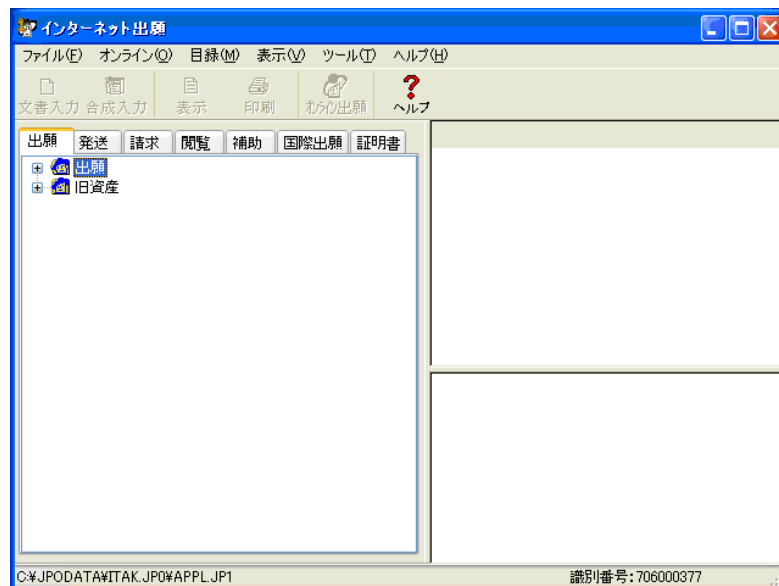 インターネット出願
ファイル(F) オンライン(O) 目録(M) 表示(V) ツール(T) ヘルプ(H)
文書入力 合成入力 表示 印刷 オンライン出願 ヘルプ
出願 発送 請求 閲覧 補助 国際出願 証明書
出願
旧資産
C:¥JPODATA¥ITAK.JP0¥APPL.JP1 識別番号:706000377